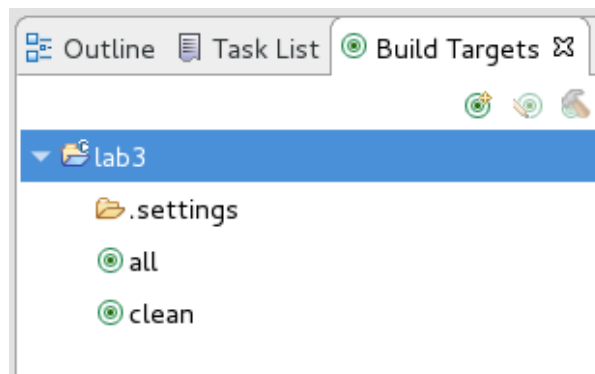 Outline Task List Build Targets
lab3
.settings
all
clean